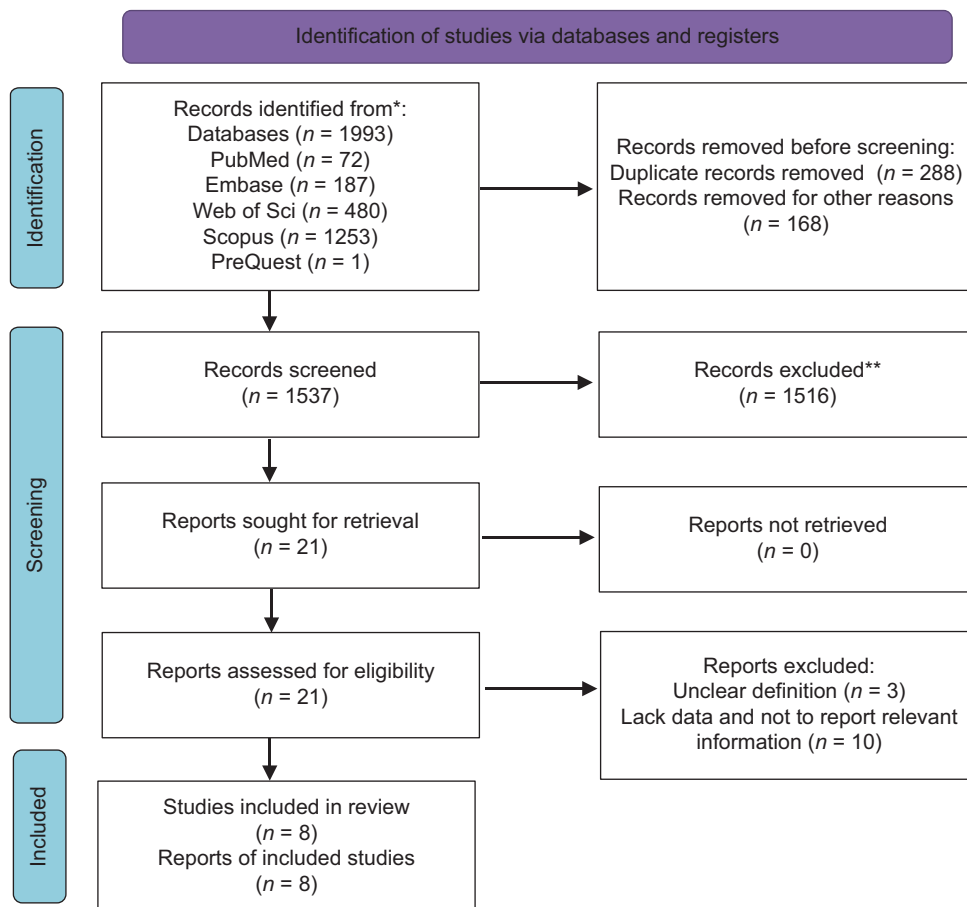 Identification of studies via databases and registers
Identification
Records identified from*:
Databases (n = 1993)
PubMed (n = 72)
Embase (n = 187)
Web of Sci (n = 480)
Scopus (n = 1253)
PreQuest (n = 1)
Records removed before screening:
Duplicate records removed (n = 288)
Records removed for other reasons
(n = 168)
Screening
Records screened
(n = 1537)
Records excluded**
(n = 1516)
Reports sought for retrieval
(n = 21)
Reports not retrieved
(n = 0)
Reports assessed for eligibility
(n = 21)
Reports excluded:
Unclear definition (n = 3)
Lack data and not to report relevant
information (n = 10)
Included
Studies included in review
(n = 8)
Reports of included studies
(n = 8)